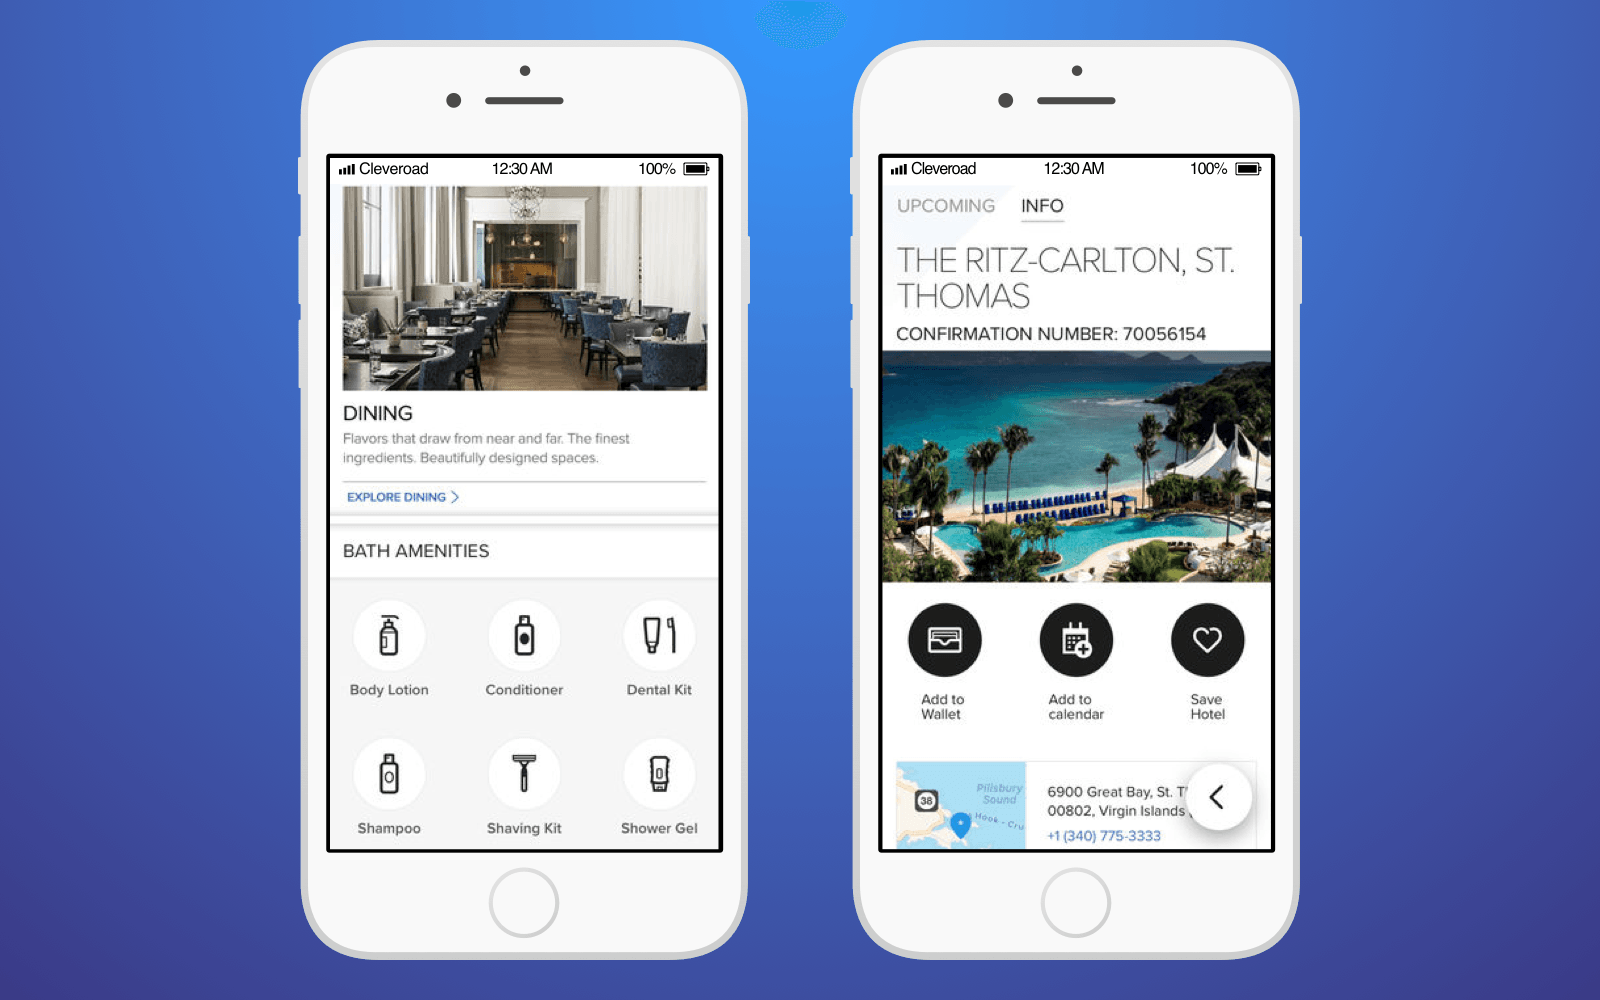 Cleveroad 12:30 AM 100%
DINING
Flavors that draw from near and far. The finest
ingredients. Beautifully designed spaces.
EXPLORE DINING
BATH AMENITIES
Body Lotion Conditioner Dental Kit
Shampoo Shaving Kit Shower Gel
Cleveroad 12:30 AM 100%
UPCOMING INFO
THE RITZ-CARLTON, ST.
THOMAS
CONFIRMATION NUMBER: 70056154
Add to
Wallet
Add to
calendar
Save
Hotel
38
Pillsbury
Sound
Hook - Cru
6900 Great Bay, St.
00802, Virgin Islands
+1 (340) 775-3333